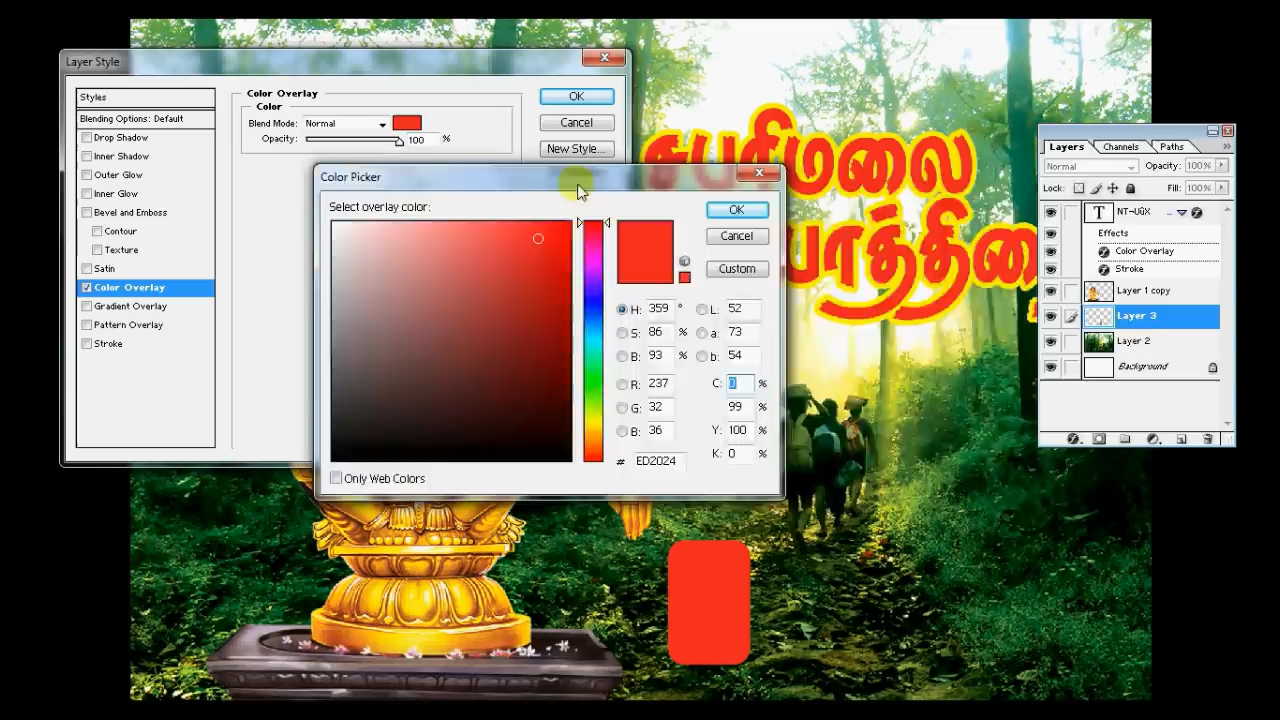 Layer Style
Styles
Blending Options: Default
Drop Shadow
Inner Shadow
Outer Glow
Inner Glow
Bevel and Emboss
Contour
Texture
Satin
Color Overlay
Gradient Overlay
Pattern Overlay
Stroke
Color Overlay
Color
Blend Mode: Normal
Opacity: 100 %
OK
Cancel
New Style...
Color Picker
Select overlay color:
OK
Cancel
Custom
H: 359 °
S: 86 %
B: 93 %
R: 237
G: 32
B: 36
# ED2024
L: 52
a: 73
b: 54
C: 0 %
99 %
Y: 100 %
K: 0 %
Only Web Colors
சபரிமலை
Layers Channels Paths
Normal Opacity: 100%
Lock: Fill: 100%
Effects
Color Overlay
Stroke
Layer 1 copy
Layer 3
Layer 2
Background